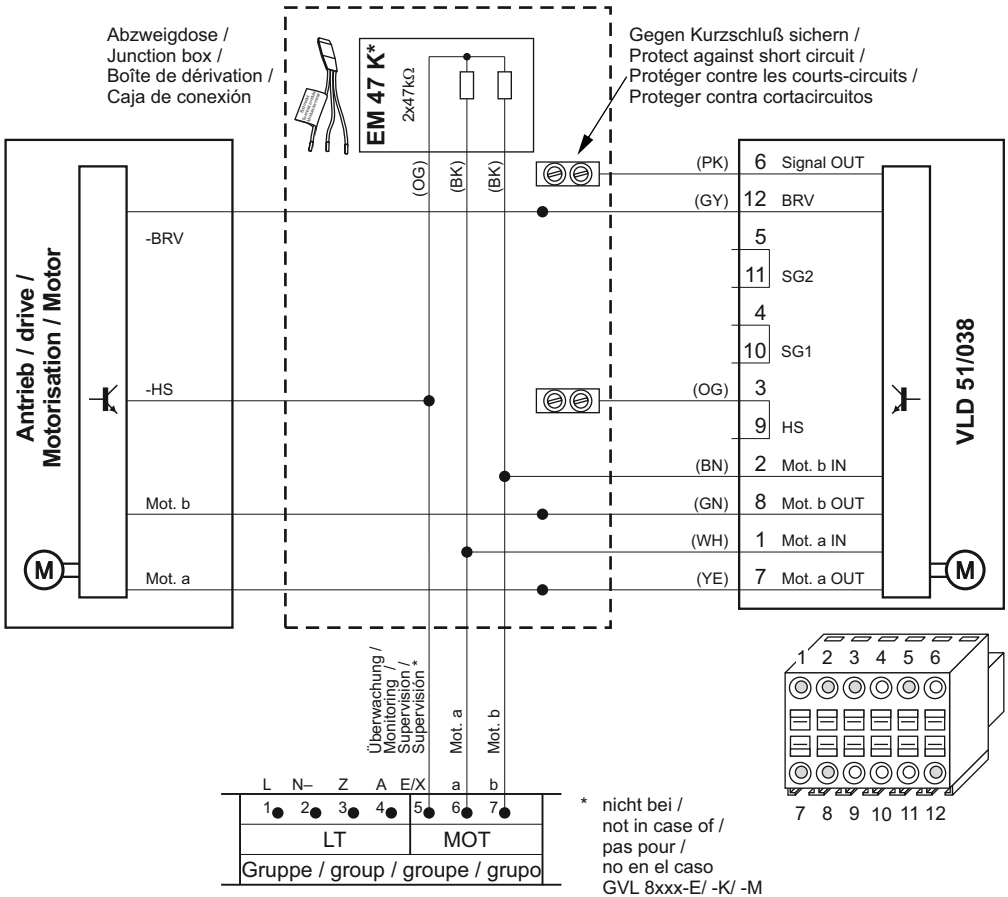 Abzweigdose /
Junction box /
Boîte de dérivation /
Caja de conexión
EM 47 K*
2x47kΩ
Gegen Kurzschluß sichern /
Protect against short circuit /
Protéger contre les courts-circuits /
Proteger contra cortacircuitos
(OG)
(BK)
(BK)
Antrieb / drive /
Motorisation / Motor
-BRV
-HS
Mot. b
Mot. a
M
(PK) 6 Signal OUT
(GY) 12 BRV
5
11 SG2
4
10 SG1
(OG) 3
9 HS
(BN) 2 Mot. b IN
(GN) 8 Mot. b OUT
(WH) 1 Mot. a IN
(YE) 7 Mot. a OUT
VLD 51/038
M
Überwachung /
Monitoring /
Supervision /
Supervisión *
Mot. a
Mot. b
L N– Z A E/X a b
1 2 3 4 5 6 7
LT MOT
Gruppe / group / groupe / grupo
* nicht bei /
not in case of /
pas pour /
no en el caso
GVL 8xxx-E/ -K/ -M
1 2 3 4 5 6
7 8 9 10 11 12